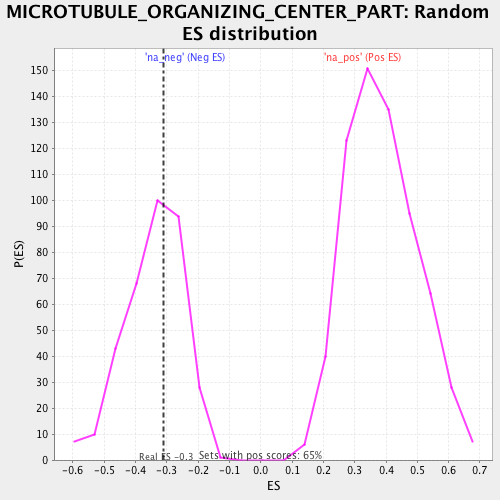 MICROTUBULE_ORGANIZING_CENTER_PART: Random
ES distribution
'na_neg' (Neg ES)
'na_pos' (Pos ES)
150
140
130
120
110
100
90
80
70
60
50
40
30
20
10
0
P(ES)
Real ES -0.3
Sets with pos scores: 65%
-0.6 -0.5 -0.4 -0.3 -0.2 -0.1 0.0 0.1 0.2 0.3 0.4 0.5 0.6 0.7
ES